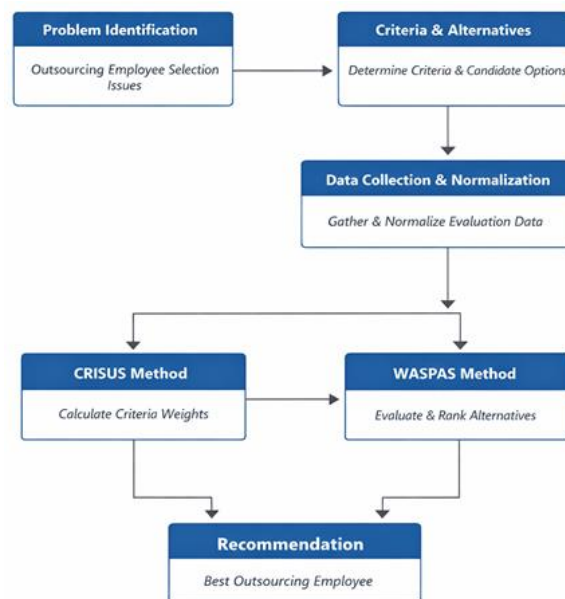 Problem Identification
Outsourcing Employee Selection
Issues
Criteria & Alternatives
Determine Criteria & Candidate Options
Data Collection & Normalization
Gather & Normalize Evaluation Data
CRISUS Method
Calculate Criteria Weights
WASPAS Method
Evaluate & Rank Alternatives
Recommendation
Best Outsourcing Employee